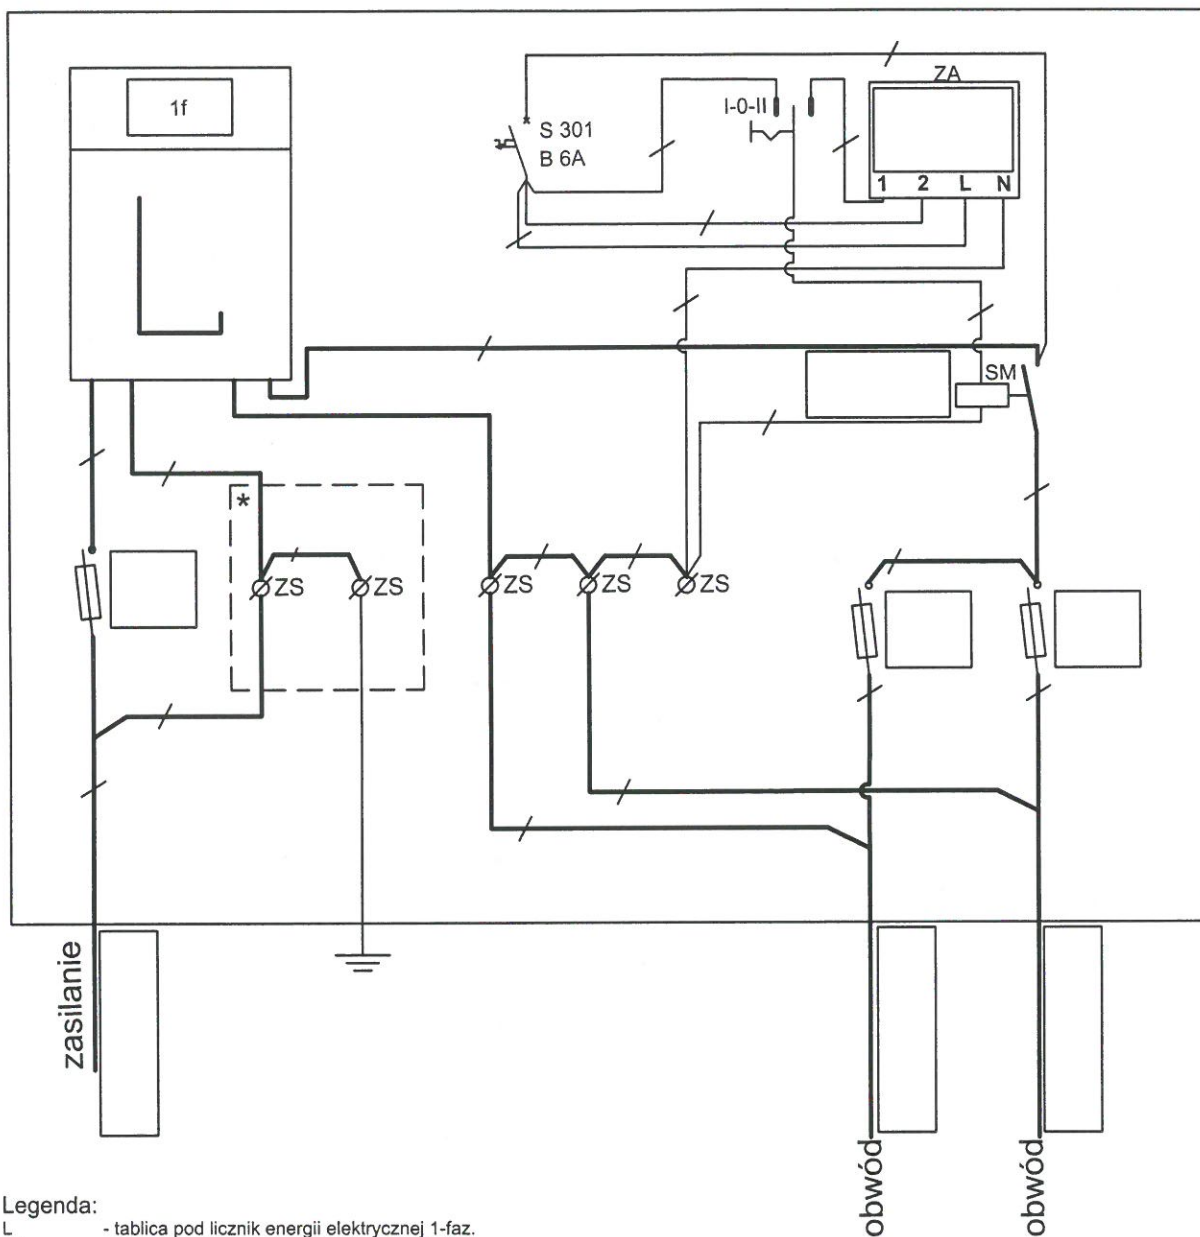 1f
ZA
I-0-II
S 301
B 6A
1 2 L N
SM
*
ZS ZS ZS ZS ZS
zasilanie
obwód
obwód
Legenda:
L - tablica pod licznik energii elektrycznej 1-faz.